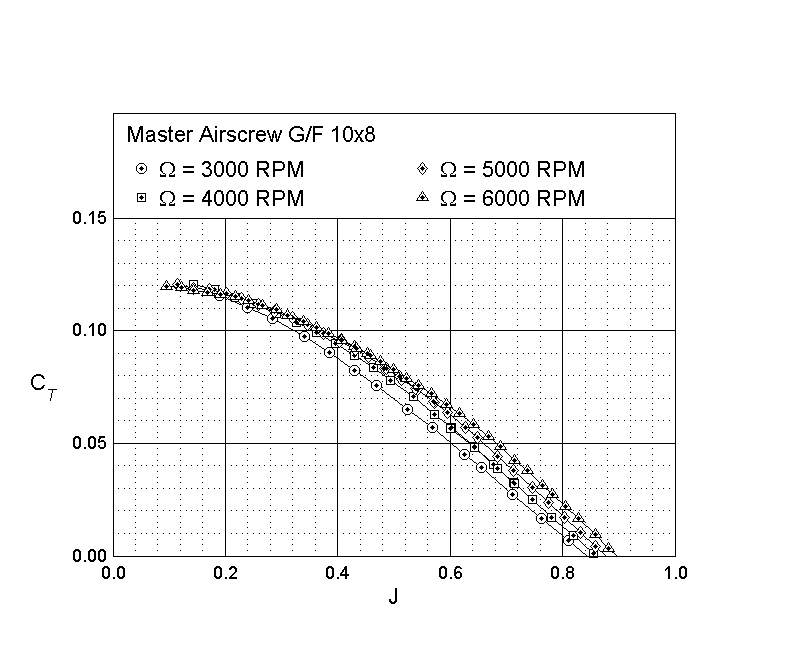 Master Airscrew G/F 10x8
Ω = 3000 RPM
Ω = 5000 RPM
Ω = 4000 RPM
Ω = 6000 RPM
0.15
0.10
C_T
0.05
0.00
0.0 0.2 0.4 0.6 0.8 1.0
J